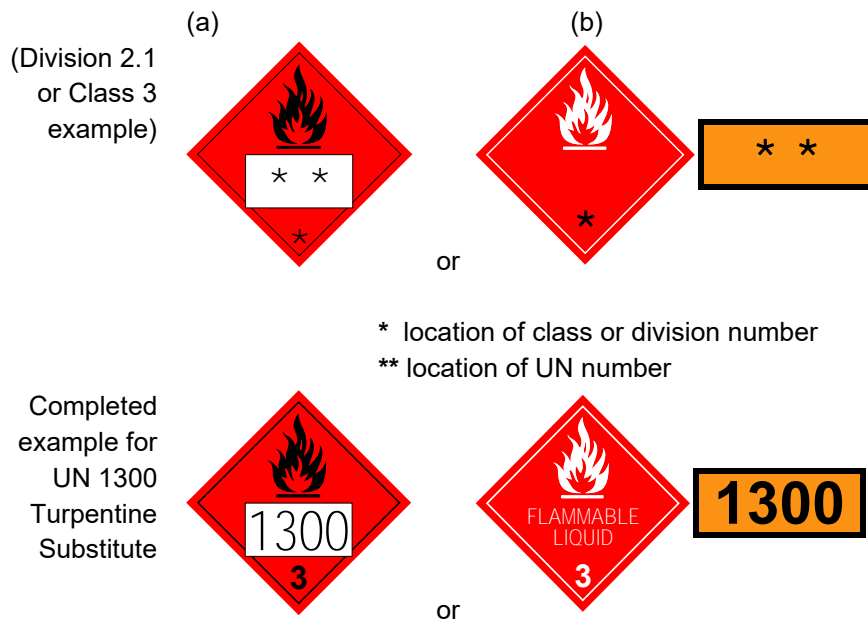 (a)
(b)
(Division 2.1
or Class 3
example)
* *
*
*
* *
or
* location of class or division number
** location of UN number
Completed
example for
UN 1300
Turpentine
Substitute
1300
3
FLAMMABLE
LIQUID
3
1300
or